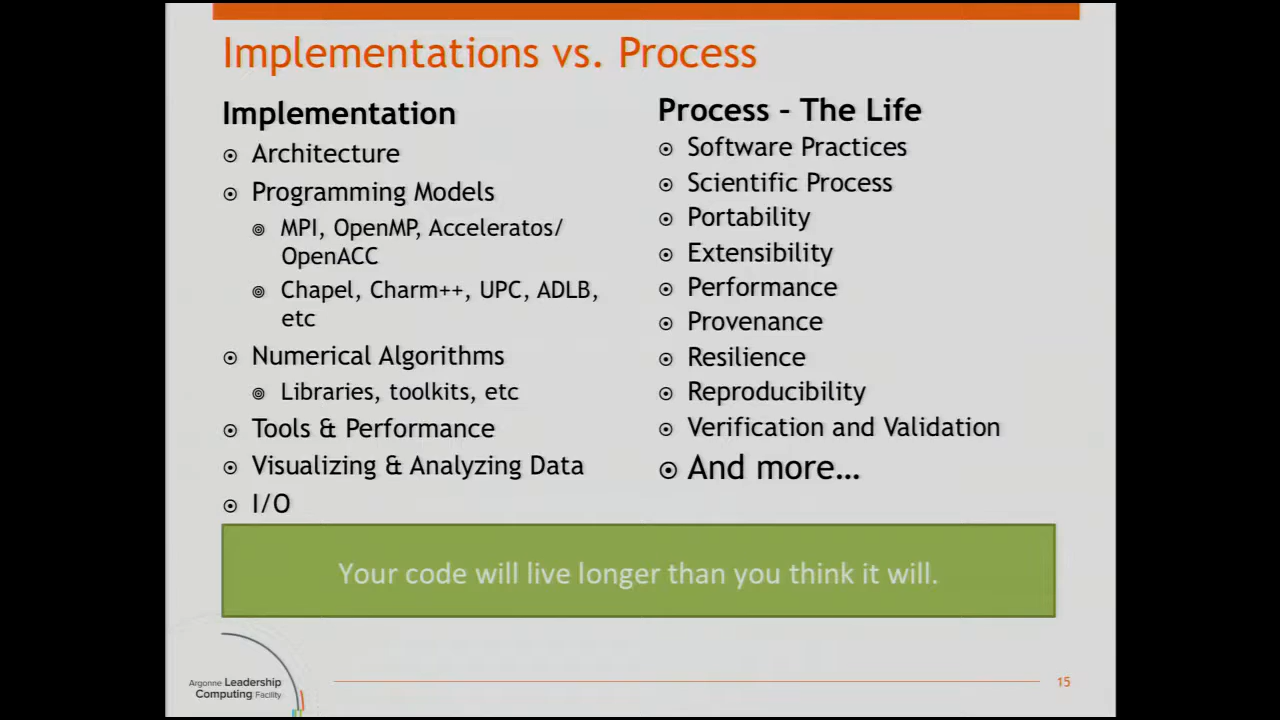 Implementations vs. Process
Implementation
Architecture
Programming Models
MPI, OpenMP, Acceleratos/
OpenACC
Chapel, Charm++, UPC, ADLB,
etc
Numerical Algorithms
Libraries, toolkits, etc
Tools & Performance
Visualizing & Analyzing Data
I/O
Process – The Life
Software Practices
Scientific Process
Portability
Extensibility
Performance
Provenance
Resilience
Reproducibility
Verification and Validation
And more…
Your code will live longer than you think it will.
Argonne Leadership
Computing Facility
15